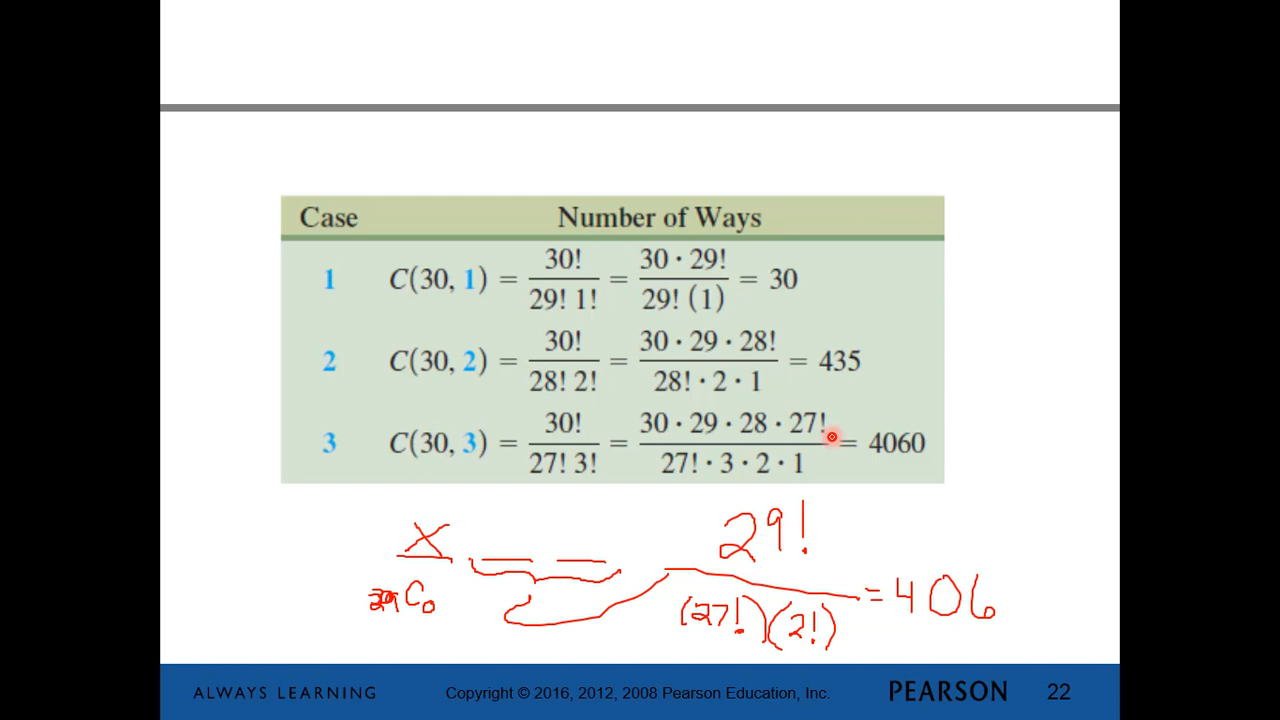 Case Number of Ways
1 C(30, 1) = 30! / 29! 1! = 30 · 29! / 29! (1) = 30
2 C(30, 2) = 30! / 28! 2! = 30 · 29 · 28! / 28! · 2 · 1 = 435
3 C(30, 3) = 30! / 27! 3! = 30 · 29 · 28 · 27! / 27! · 3 · 2 · 1 = 4060
X __ __ 29! / (27!)(2!) = 406
29C0
ALWAYS LEARNING Copyright © 2016, 2012, 2008 Pearson Education, Inc. PEARSON 22